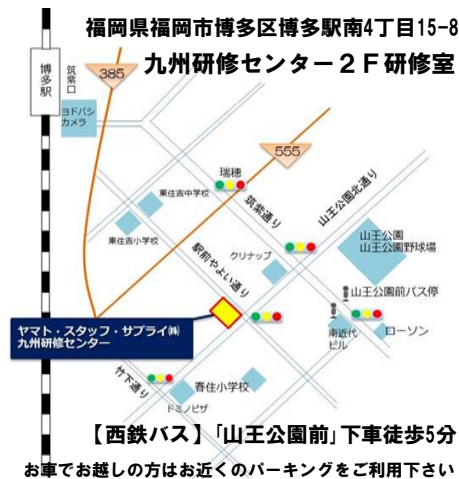 福岡県福岡市博多区博多駅南4丁目15-8
九州研修センター２Ｆ研修室
博多駅
筑紫口
385
ヨドバシ
カメラ
555
瑞穂
東住吉中学校
筑紫通り
山王公園北通り
東住吉小学校
駅前やよい通り
クリナップ
山王公園
山王公園野球場
山王公園前バス停
ヤマト・スタッフ・サプライ㈱
九州研修センター
南近代
ビル
ローソン
竹下通り
春住小学校
ドミノピザ
【西鉄バス】「山王公園前」下車徒歩5分
お車でお越しの方はお近くのパーキングをご利用下さい